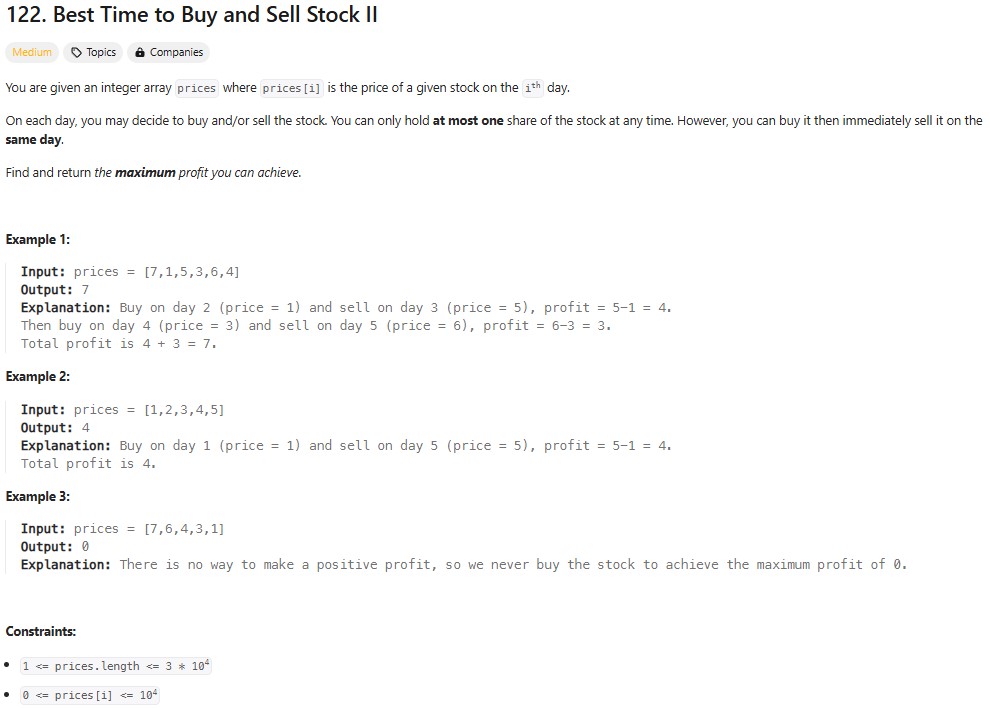 122. Best Time to Buy and Sell Stock II
Medium Topics Companies
You are given an integer array prices where prices[i] is the price of a given stock on the iᵗʰ day.
On each day, you may decide to buy and/or sell the stock. You can only hold at most one share of the stock at any time. However, you can buy it then immediately sell it on the
same day.
Find and return the maximum profit you can achieve.
Example 1:
Input: prices = [7,1,5,3,6,4]
Output: 7
Explanation: Buy on day 2 (price = 1) and sell on day 3 (price = 5), profit = 5-1 = 4.
Then buy on day 4 (price = 3) and sell on day 5 (price = 6), profit = 6-3 = 3.
Total profit is 4 + 3 = 7.
Example 2:
Input: prices = [1,2,3,4,5]
Output: 4
Explanation: Buy on day 1 (price = 1) and sell on day 5 (price = 5), profit = 5-1 = 4.
Total profit is 4.
Example 3:
Input: prices = [7,6,4,3,1]
Output: 0
Explanation: There is no way to make a positive profit, so we never buy the stock to achieve the maximum profit of 0.
Constraints:
• 1 <= prices.length <= 3 * 10⁴
• 0 <= prices[i] <= 10⁴